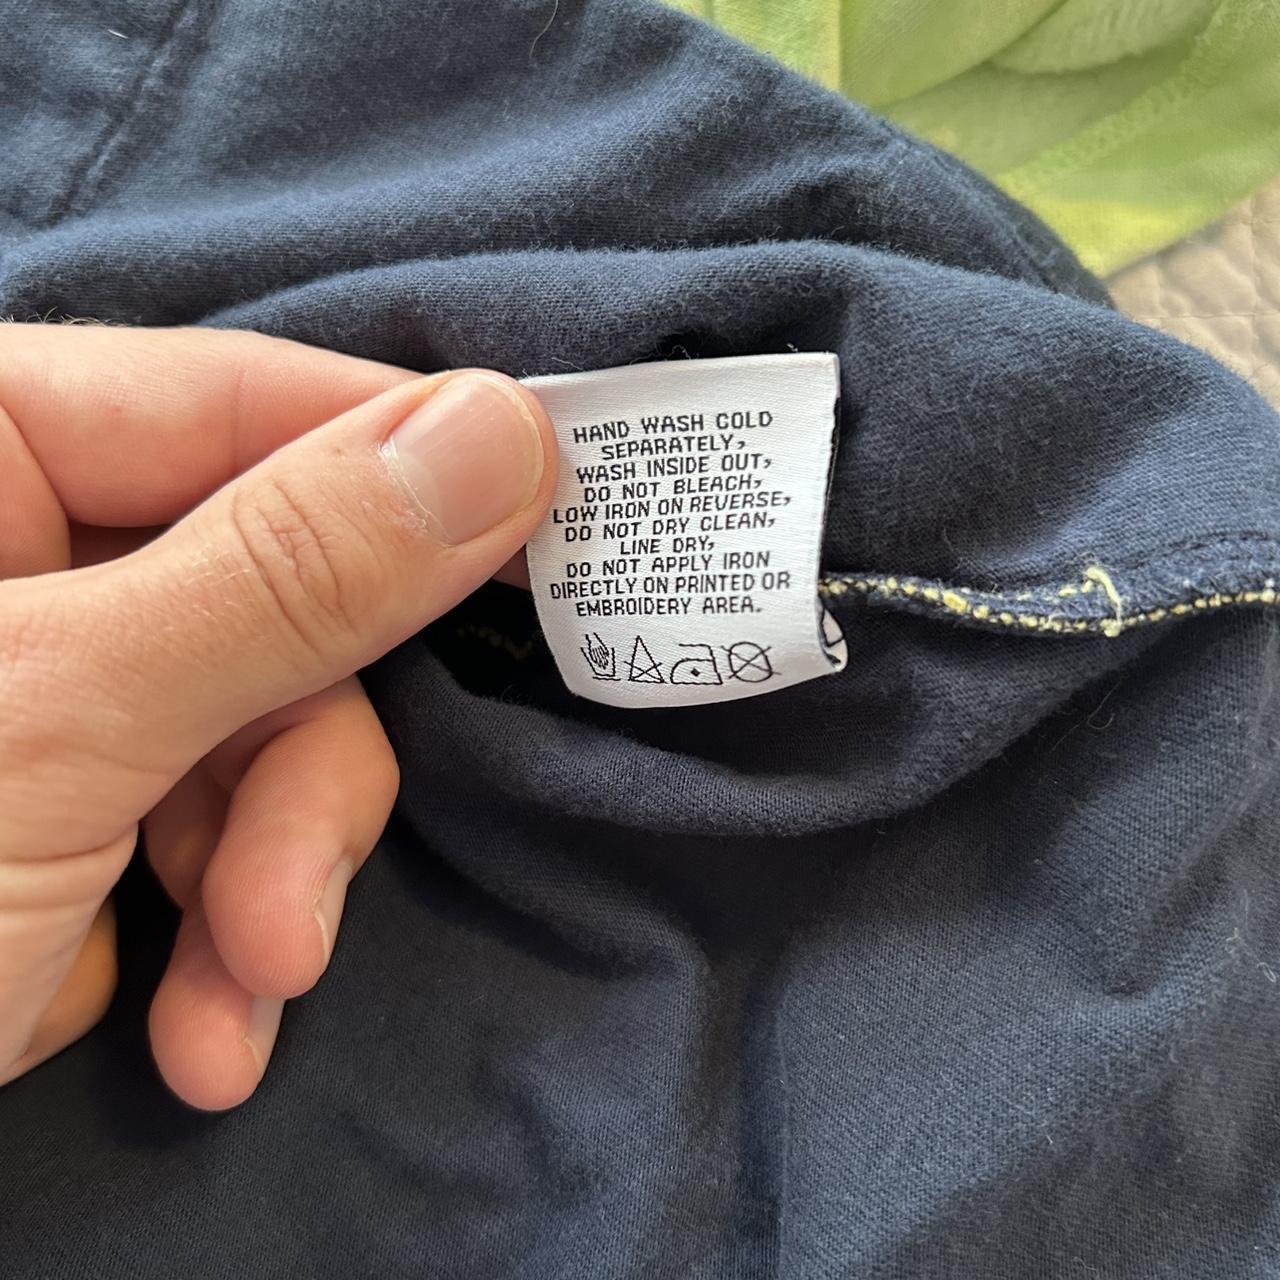 HAND WASH COLD
SEPARATELY,
WASH INSIDE OUT,
DO NOT BLEACH,
LOW IRON ON REVERSE,
DO NOT DRY CLEAN,
LINE DRY,
DO NOT APPLY IRON
DIRECTLY ON PRINTED OR
EMBROIDERY AREA.